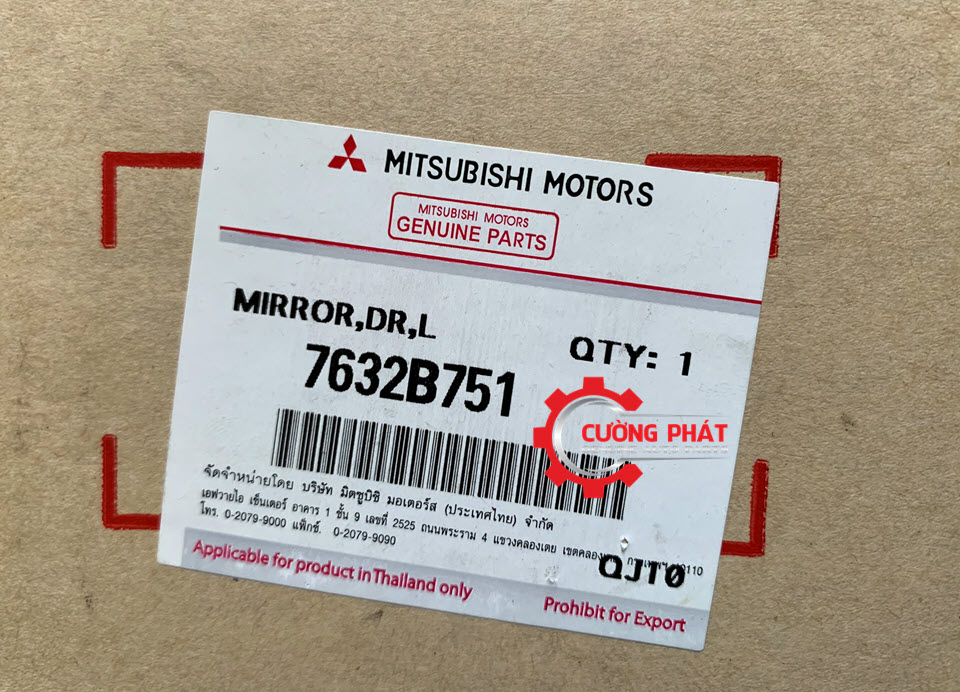 MITSUBISHI MOTORS
MITSUBISHI MOTORS
GENUINE PARTS
MIRROR,DR,L
QTY: 1
7632B751
CƯỜNG PHÁT
จัดจำหน่ายโดย บริษัท มิตซูบิชิ มอเตอร์ส (ประเทศไทย) จำกัด
เอฟวายไอ เซ็นเตอร์ อาคาร 1 ชั้น 9 เลขที่ 2525 ถนนพระราม 4 แขวงคลองเตย
โทร. 0-2079-9000 แฟ็กซ์. 0-2079-9090
QJT0
Applicable for product in Thailand only
Prohibit for Export